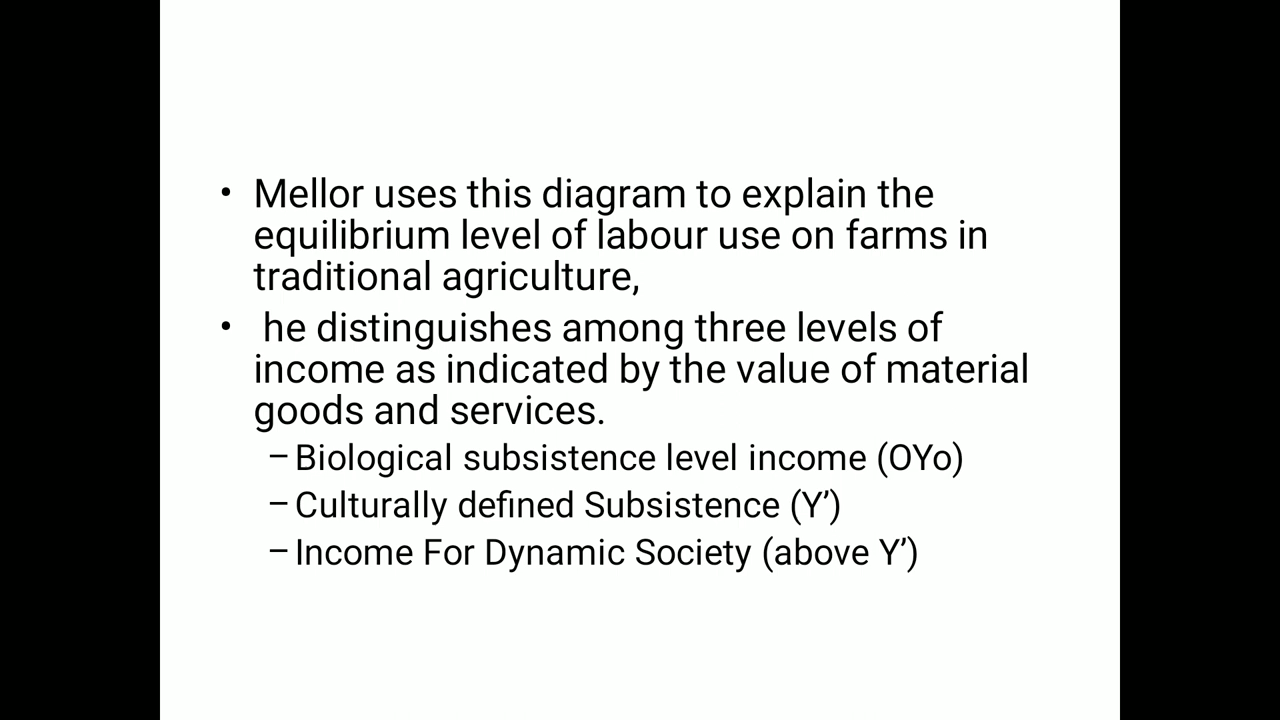 • Mellor uses this diagram to explain the
equilibrium level of labour use on farms in
traditional agriculture,
• he distinguishes among three levels of
income as indicated by the value of material
goods and services.
– Biological subsistence level income (OYo)
– Culturally defined Subsistence (Y’)
– Income For Dynamic Society (above Y’)